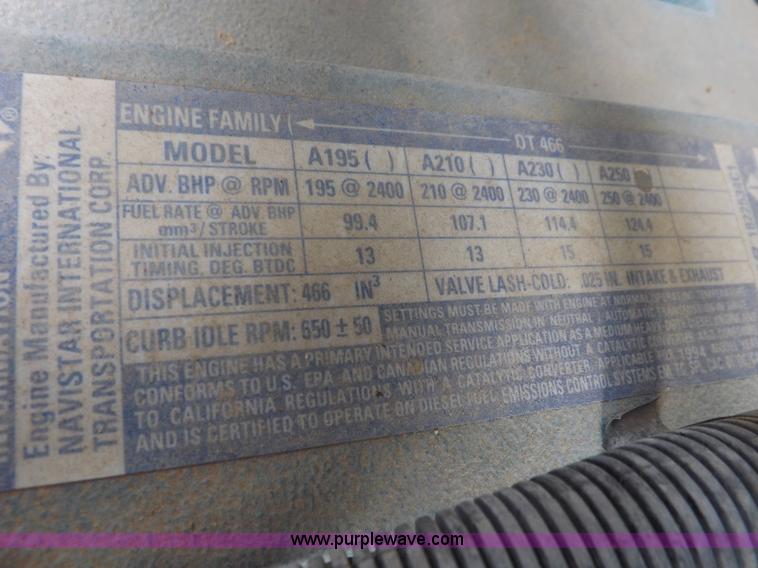 ®
Engine Manufactured By:
NAVISTAR INTERNATIONAL
TRANSPORTATION CORP.
ENGINE FAMILY ( DT 466
MODEL A195 ( ) A210 ( ) A230 ( ) A250
ADV. BHP @ RPM 195 @ 2400 210 @ 2400 230 @ 2400 250 @ 2400
FUEL RATE @ ADV. BHP
mm³/STROKE 99.4 107.1 114.4 124.4
INITIAL INJECTION
TIMING, DEG. BTDC 13 13 15 15
DISPLACEMENT: 466 IN³ VALVE LASH-COLD: .025 IN. INTAKE & EXHAUST
CURB IDLE RPM: 650 ± 50
SETTINGS MUST BE MADE WITH ENGINE AT NORMAL
MANUAL TRANSMISSION IN NEUTRAL
THIS ENGINE HAS A PRIMARY INTENDED SERVICE APPLICATION AS A MEDIUM HEAVY
CONFORMS TO U.S. EPA AND CANADIAN REGULATIONS WITHOUT A CATALYTIC
TO CALIFORNIA REGULATIONS WITH A CATALYTIC CONVERTER. APPLICABLE 1994
AND IS CERTIFIED TO OPERATE ON DIESEL FUEL. EMISSIONS CONTROL SYSTEMS
www.purplewave.com